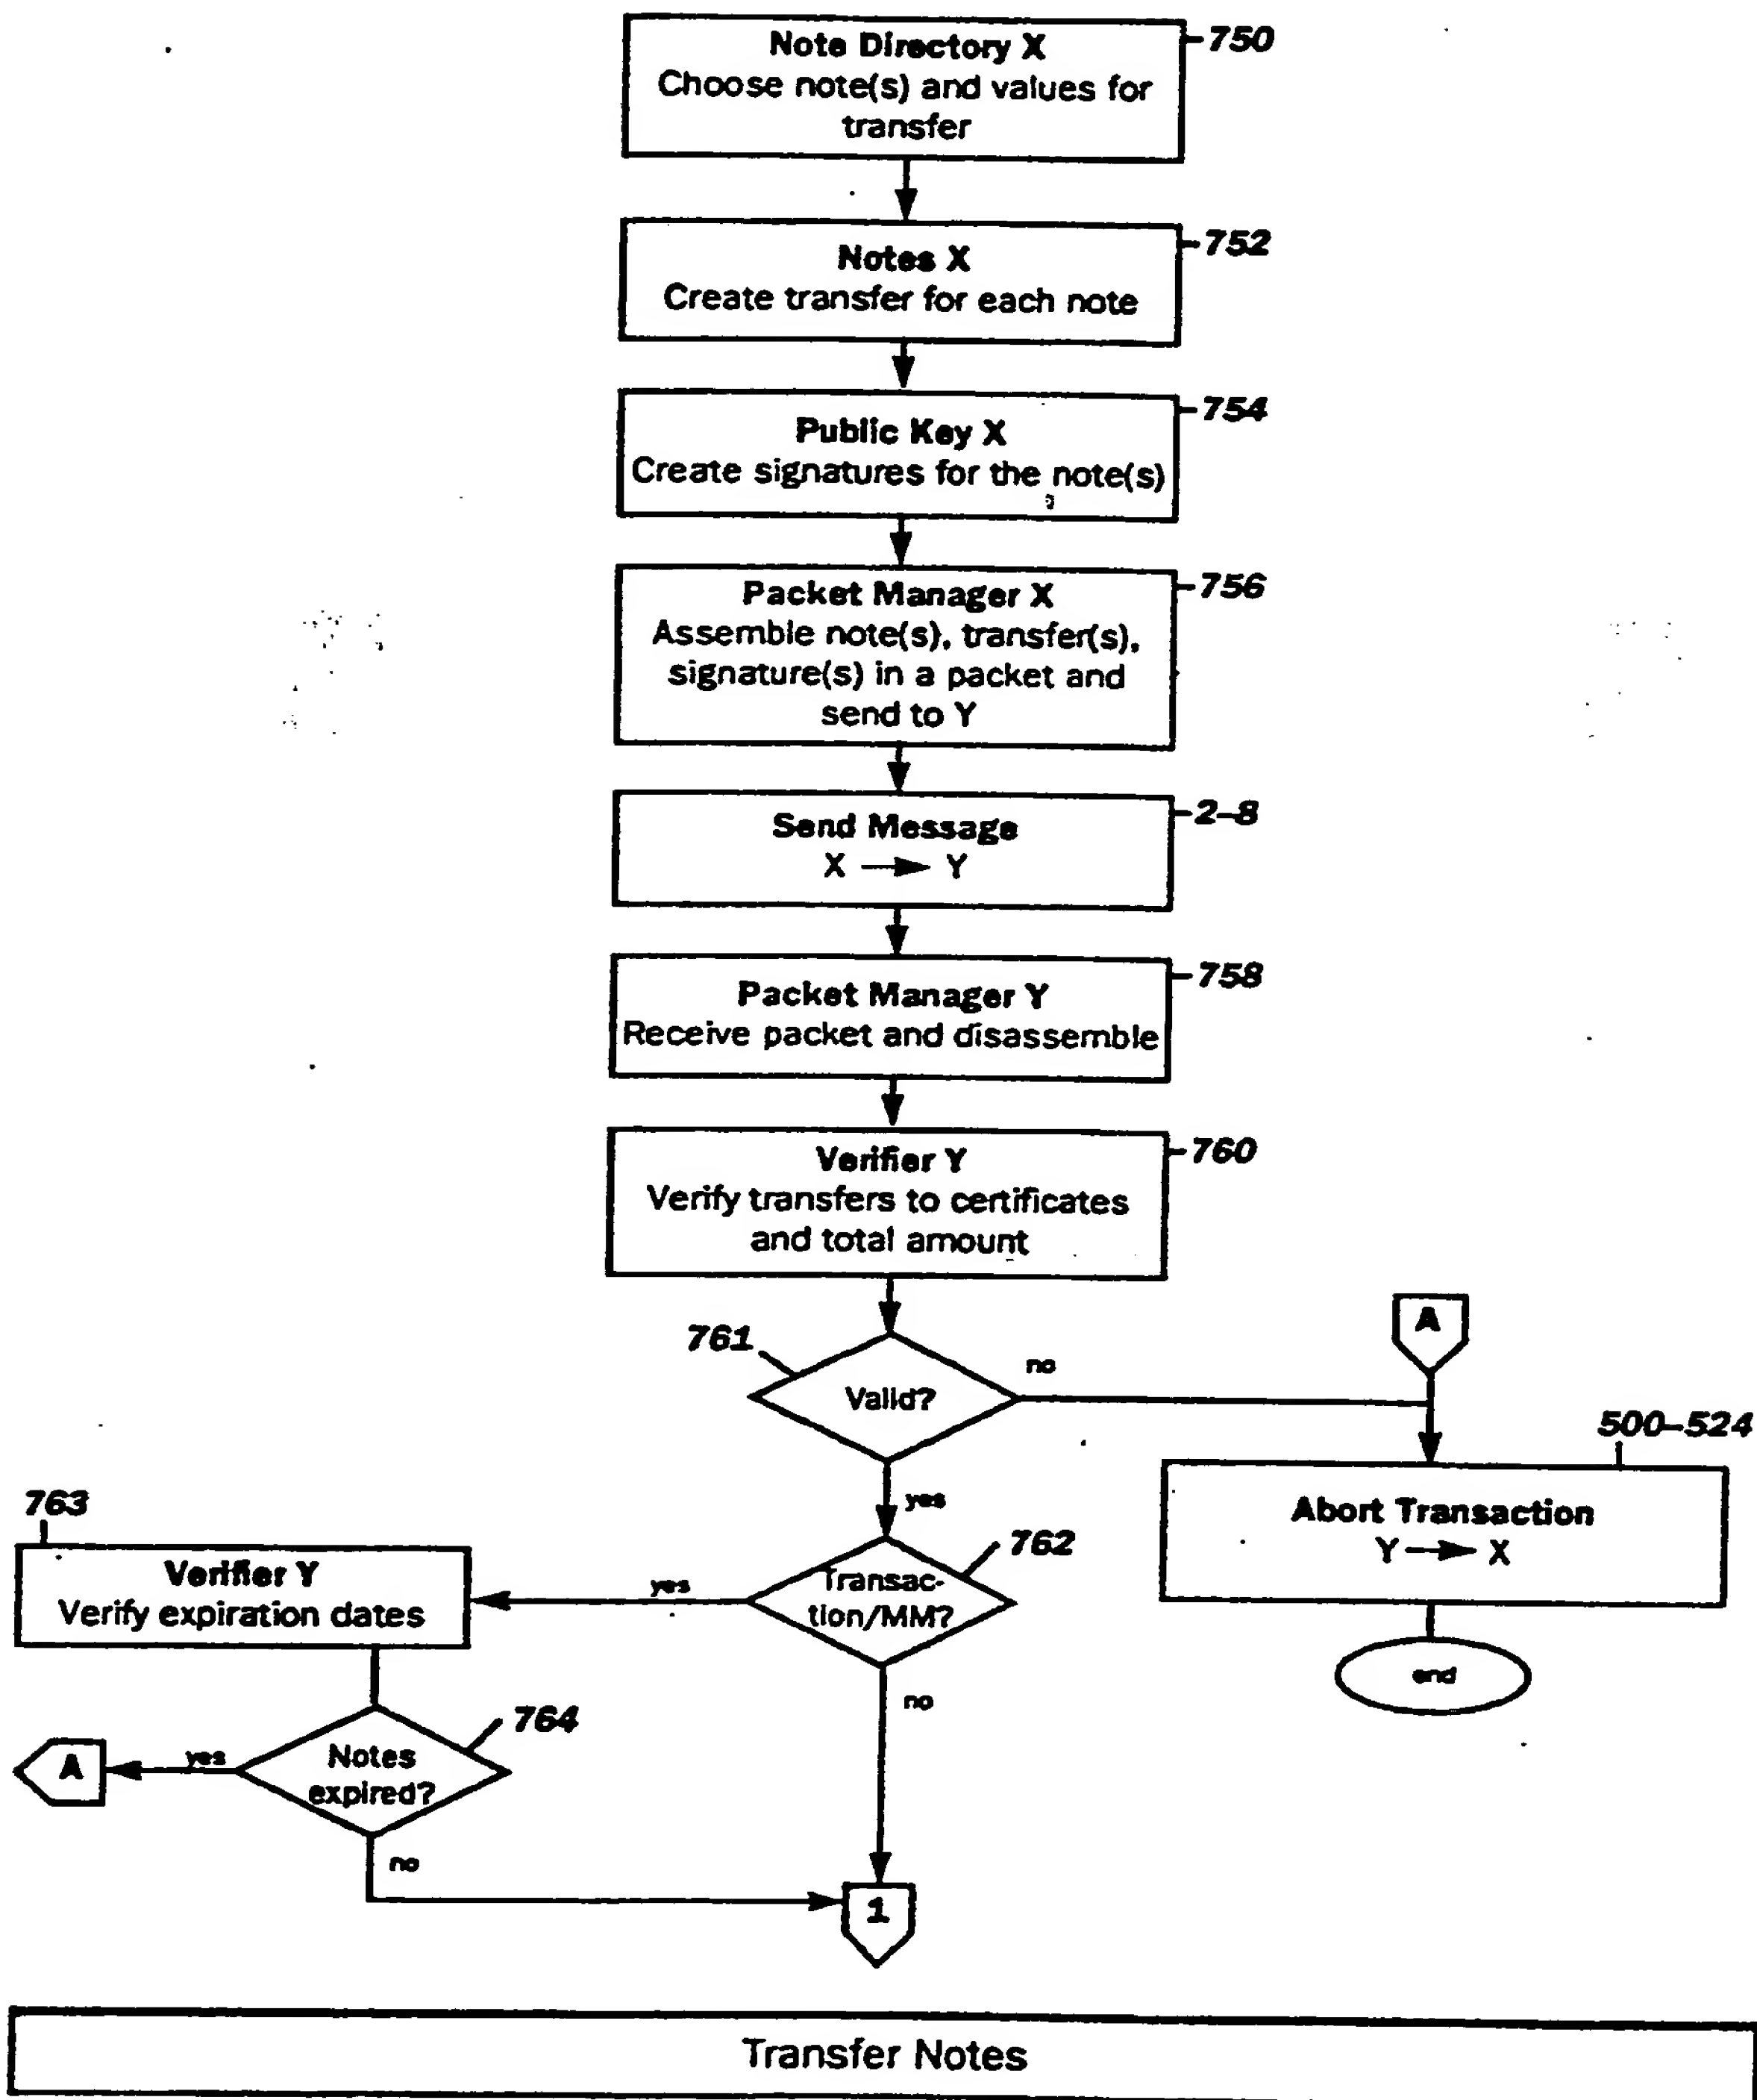 Note Directory X
Choose note(s) and values for
transfer
750
Notes X
Create transfer for each note
752
Public Key X
Create signatures for the note(s)
754
Packet Manager X
Assemble note(s), transfer(s),
signature(s) in a packet and
send to Y
756
Send Message
X Y
2-8
Packet Manager Y
Receive packet and disassemble
758
Verifier Y
Verify transfers to certificates
and total amount
760
761
Valid?
no
A
500-524
Abort Transaction
Y X
end
yes
762
Transac-
tion/MM?
yes
763
Verifier Y
Verify expiration dates
no
764
Notes
expired?
yes
A
no
1
Transfer Notes